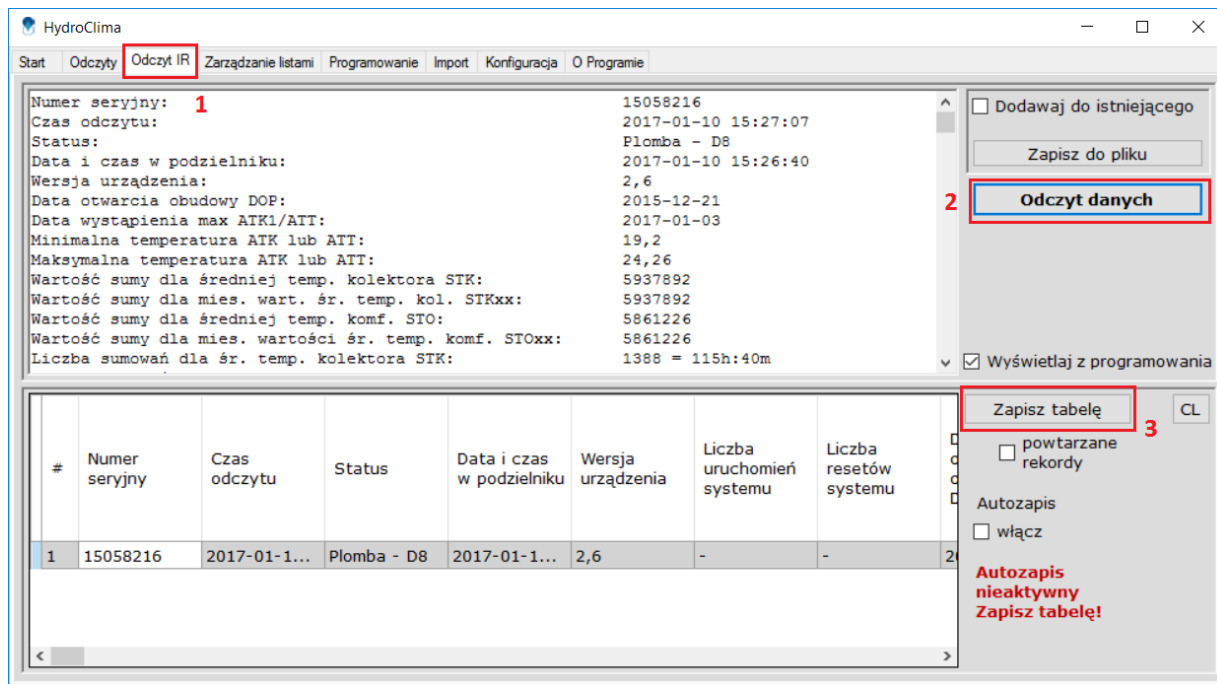 HydroClima
Start Odczyty Odczyt IR Zarządzanie listami Programowanie Import Konfiguracja O Programie
1
Numer seryjny: 15058216
Czas odczytu: 2017-01-10 15:27:07
Status: Plomba - D8
Data i czas w podzielniku: 2017-01-10 15:26:40
Wersja urządzenia: 2,6
Data otwarcia obudowy DOP: 2015-12-21
Data wystąpienia max ATK1/ATT: 2017-01-03
Minimalna temperatura ATK lub ATT: 19,2
Maksymalna temperatura ATK lub ATT: 24,26
Wartość sumy dla średniej temp. kolektora STK: 5937892
Wartość sumy dla mies. wart. śr. temp. kol. STKxx: 5937892
Wartość sumy dla średniej temp. komf. STO: 5861226
Wartość sumy dla mies. wartości śr. temp. komf. STOxx: 5861226
Liczba sumowań dla śr. temp. kolektora STK: 1388 = 115h:40m
Dodawaj do istniejącego
Zapisz do pliku
2
Odczyt danych
Wyświetlaj z programowania
# Numer seryjny Czas odczytu Status Data i czas w podzielniku Wersja urządzenia Liczba uruchomień systemu Liczba resetów systemu
1 15058216 2017-01-1... Plomba - D8 2017-01-1... 2,6 - -
Zapisz tabelę
CL
3
powtarzane
rekordy
Autozapis
włącz
Autozapis
nieaktywny
Zapisz tabelę!